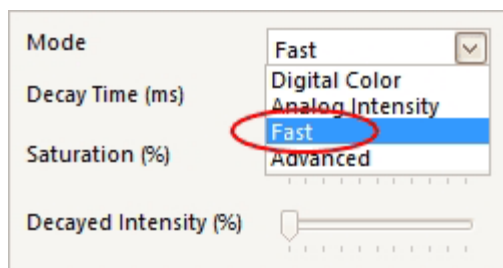 Mode Fast
Digital Color
Decay Time (ms) Analog Intensity
Fast
Saturation (%) Advanced
Decayed Intensity (%)